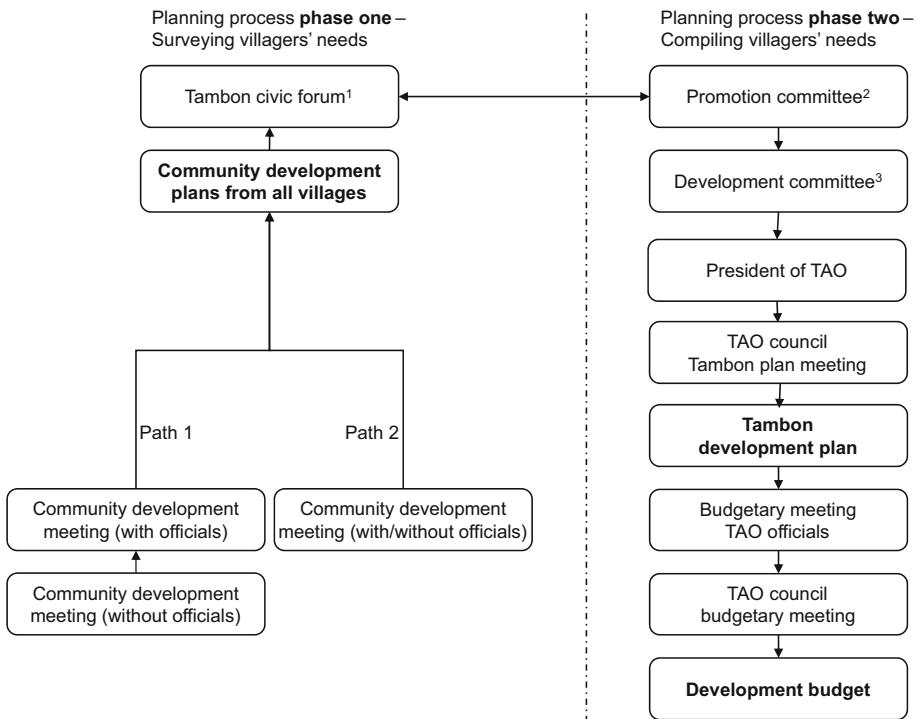 Planning process phase one –
Surveying villagers' needs
Tambon civic forum¹
Community development
plans from all villages
Path 1
Path 2
Community development
meeting (with officials)
Community development
meeting (with/without officials)
Community development
meeting (without officials)
Planning process phase two –
Compiling villagers' needs
Promotion committee²
Development committee³
President of TAO
TAO council
Tambon plan meeting
Tambon
development plan
Budgetary meeting
TAO officials
TAO council
budgetary meeting
Development budget